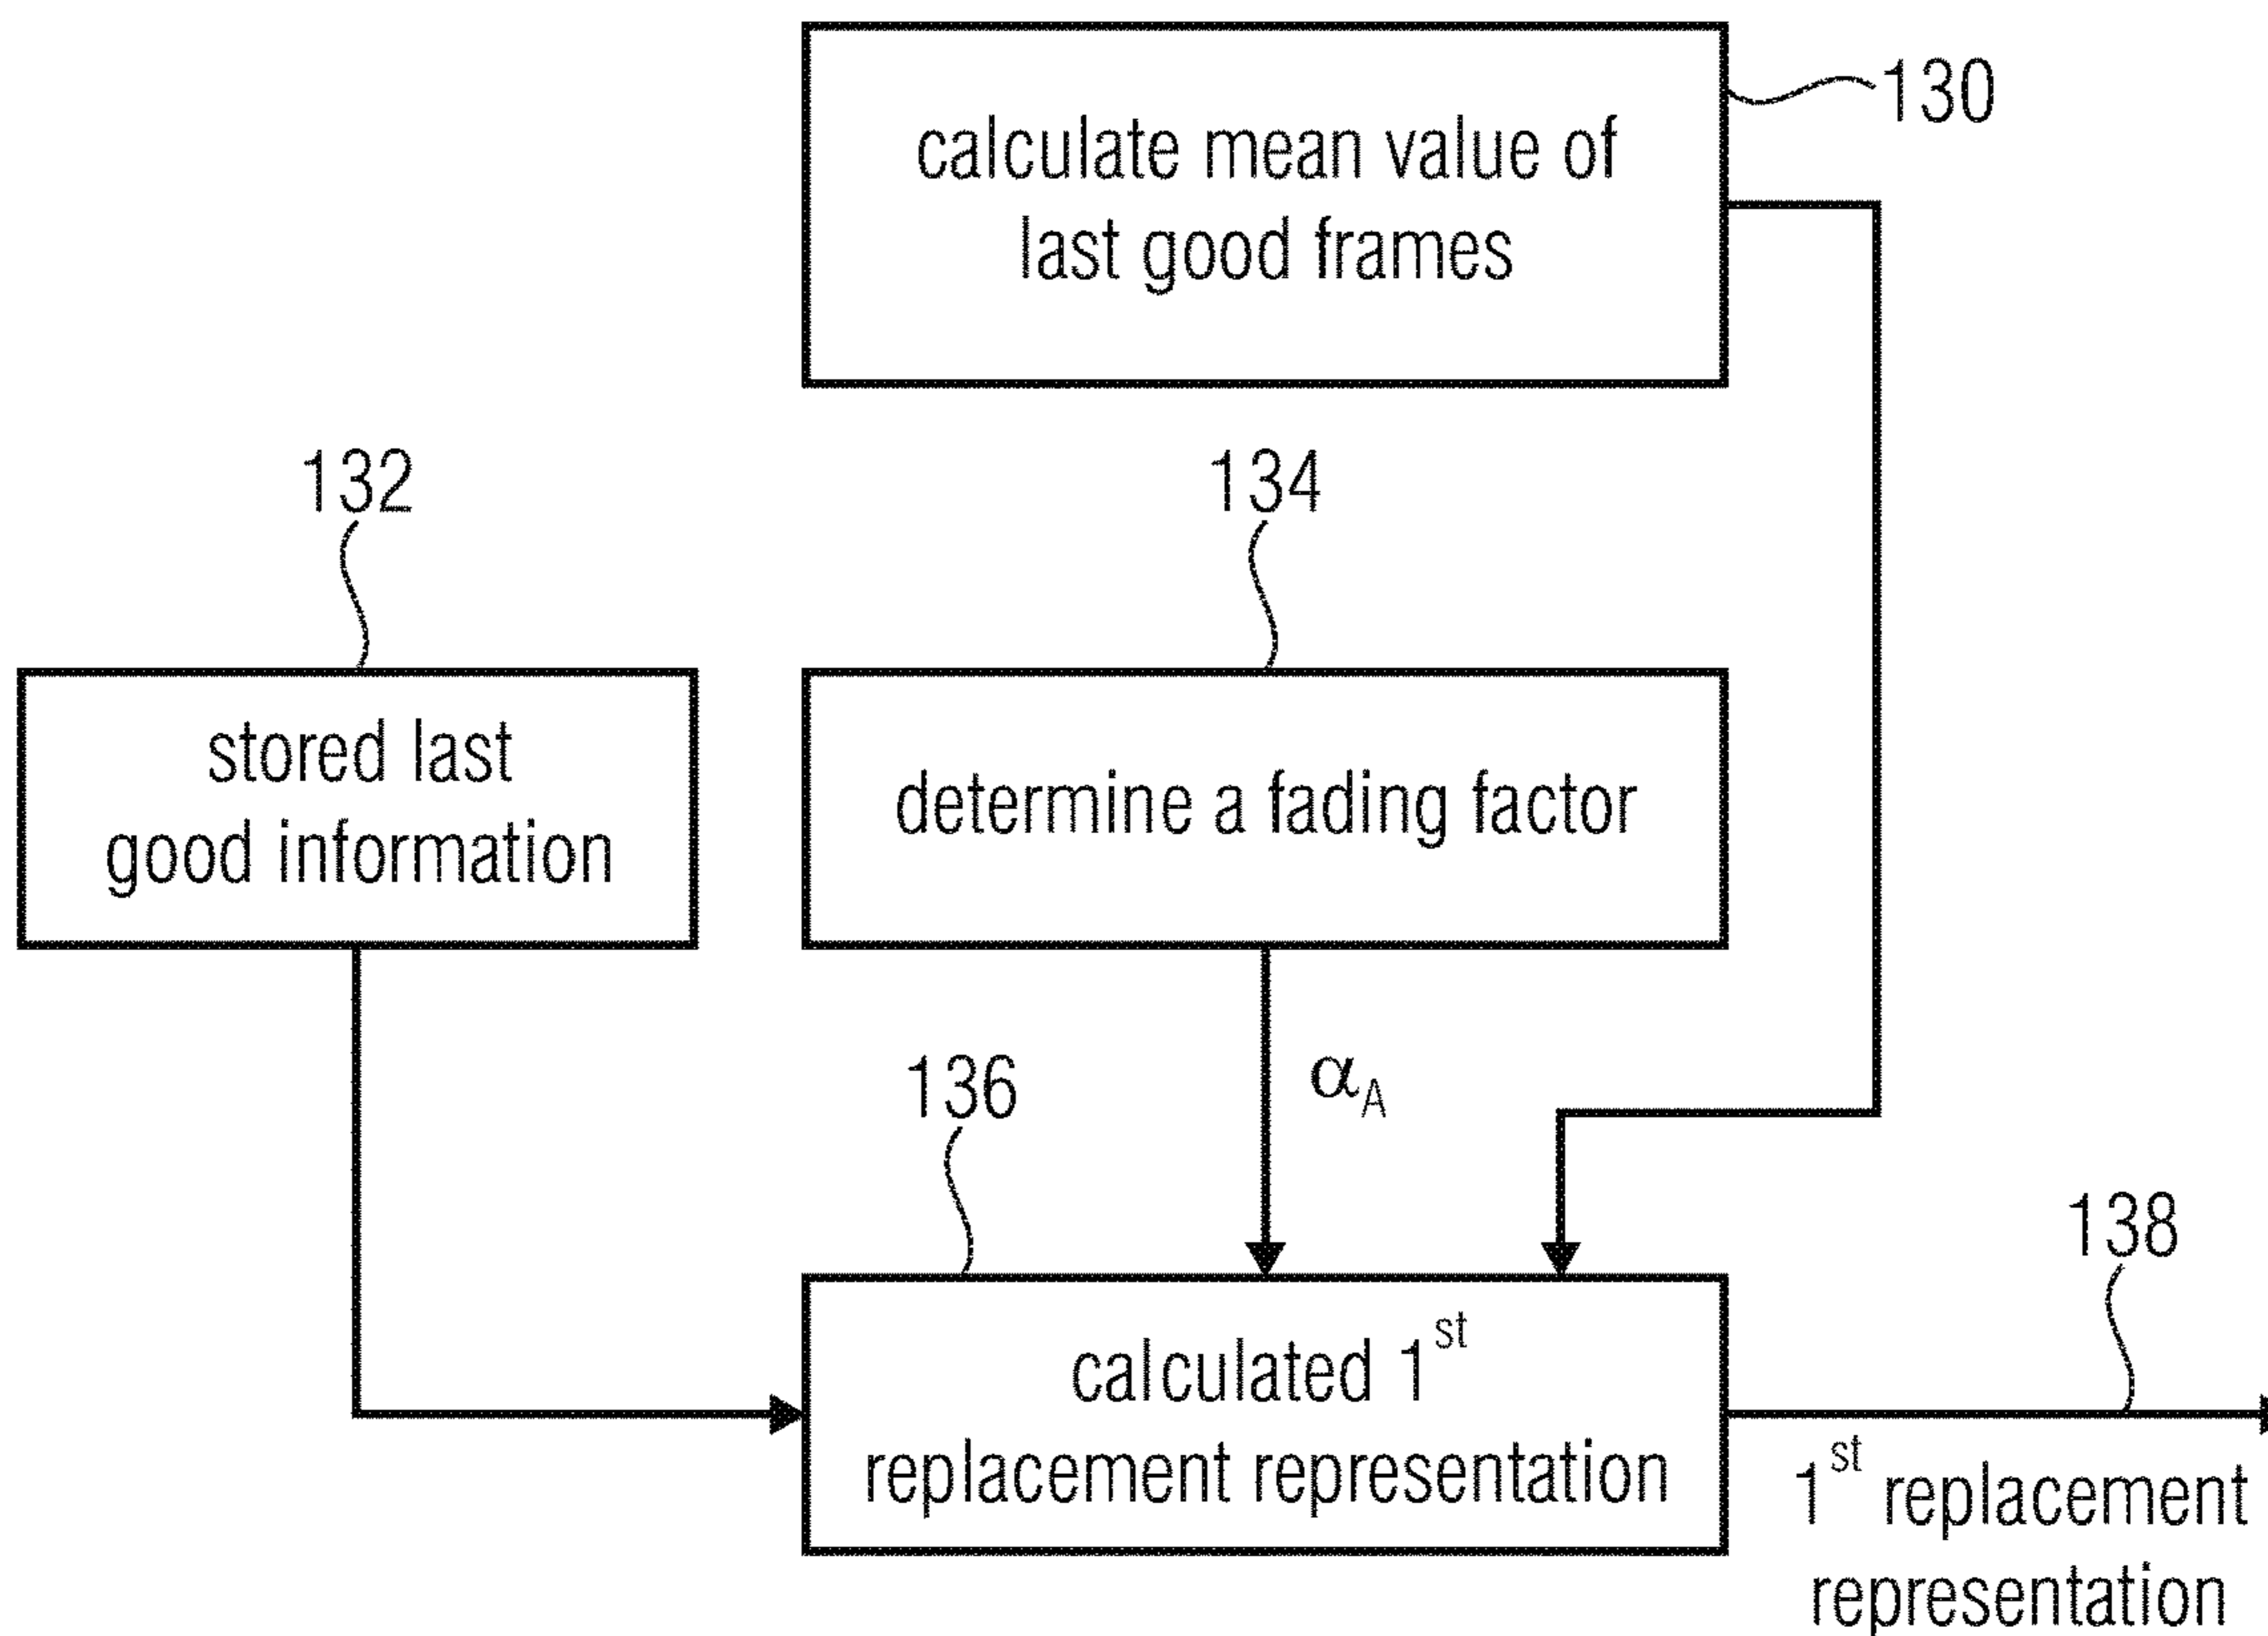 130
calculate mean value of
last good frames
132
134
stored last
good information
determine a fading factor
136
α_A
138
calculated 1st
replacement representation
1st replacement
representation